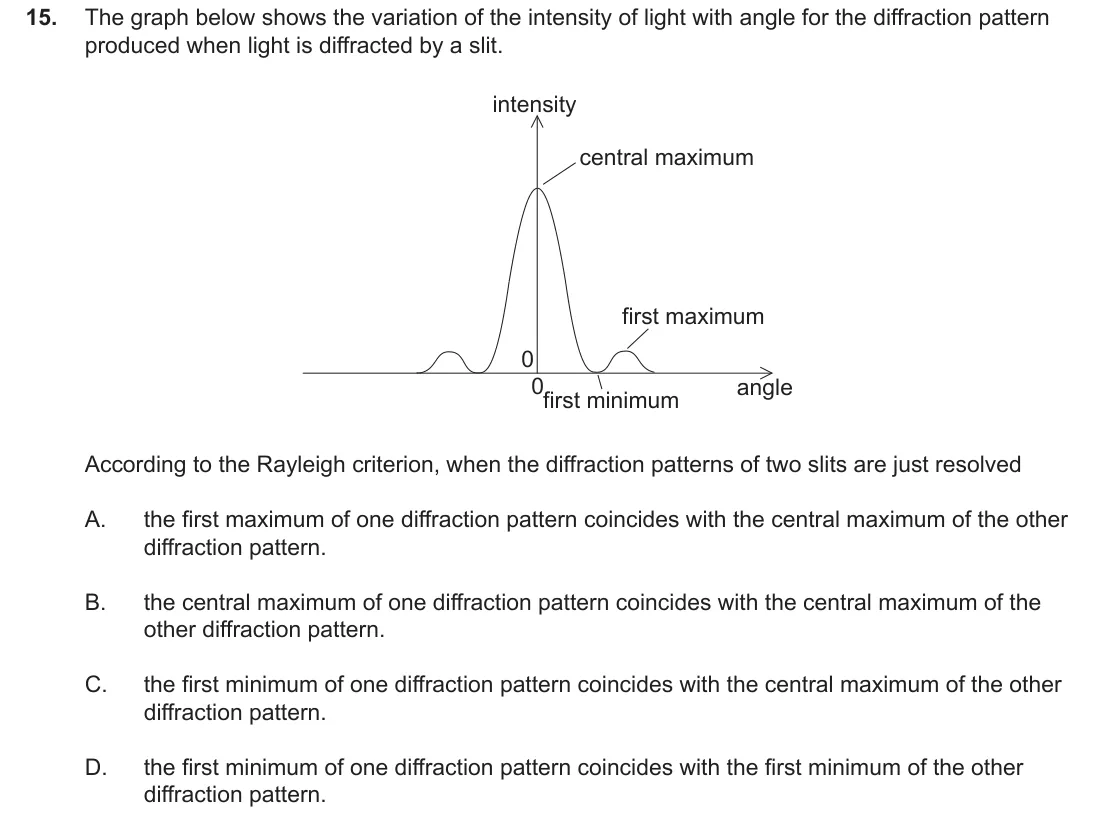 15. The graph below shows the variation of the intensity of light with angle for the diffraction pattern
produced when light is diffracted by a slit.
intensity
central maximum
first maximum
0
0
first minimum
angle
According to the Rayleigh criterion, when the diffraction patterns of two slits are just resolved
A. the first maximum of one diffraction pattern coincides with the central maximum of the other
diffraction pattern.
B. the central maximum of one diffraction pattern coincides with the central maximum of the
other diffraction pattern.
C. the first minimum of one diffraction pattern coincides with the central maximum of the other
diffraction pattern.
D. the first minimum of one diffraction pattern coincides with the first minimum of the other
diffraction pattern.